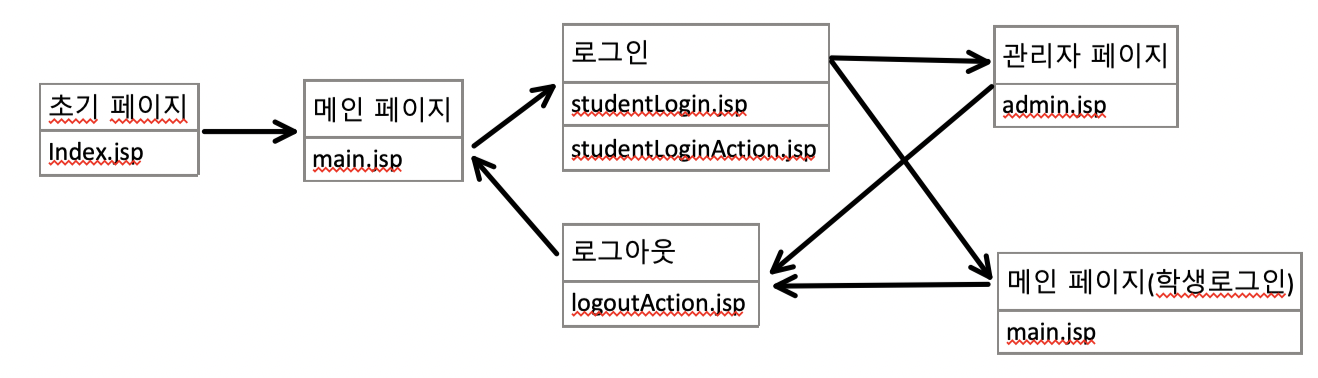 초기 페이지
Index.jsp
메인 페이지
main.jsp
로그인
studentLogin.jsp
studentLoginAction.jsp
로그아웃
logoutAction.jsp
관리자 페이지
admin.jsp
메인 페이지(학생로그인)
main.jsp